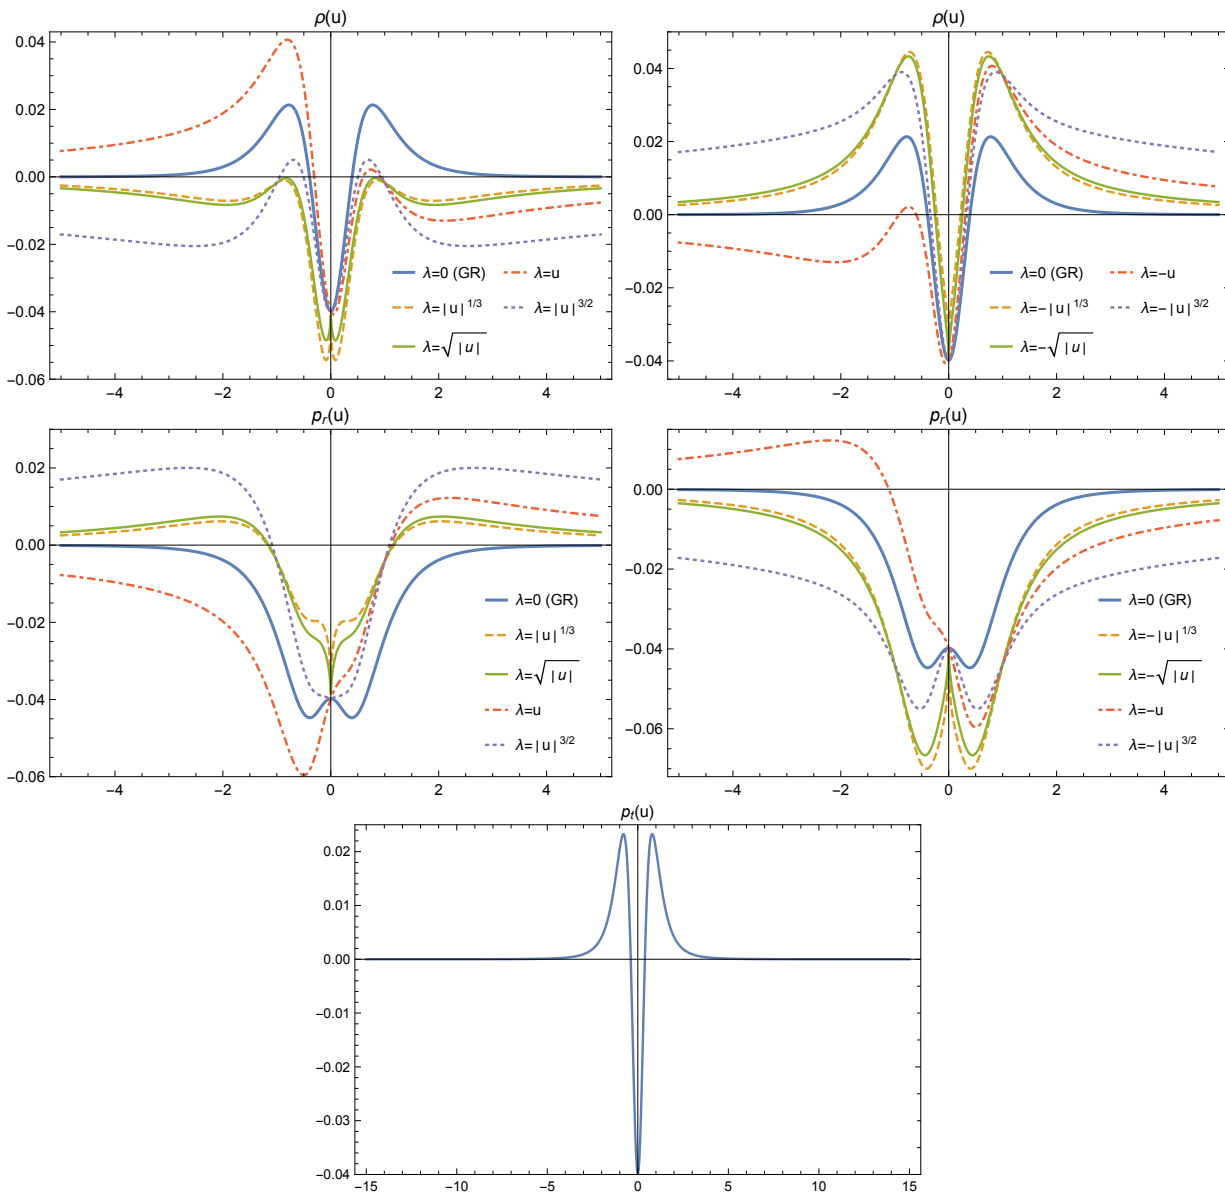 ρ(u)
0.04
0.02
0.00
−0.02
−0.04
−0.06
−4 −2 0 2 4
λ=0 (GR) λ=u
λ=|u|^1/3 λ=|u|^3/2
λ=√|u|
ρ(u)
0.04
0.02
0.00
−0.02
−0.04
−4 −2 0 2 4
λ=0 (GR) λ=−u
λ=−|u|^1/3 λ=−|u|^3/2
λ=−√|u|
p_r(u)
0.02
0.00
−0.02
−0.04
−0.06
−4 −2 0 2 4
λ=0 (GR)
λ=|u|^1/3
λ=√|u|
λ=u
λ=|u|^3/2
p_r(u)
0.00
−0.02
−0.04
−0.06
−4 −2 0 2 4
λ=0 (GR)
λ=−|u|^1/3
λ=−√|u|
λ=−u
λ=−|u|^3/2
p_t(u)
0.02
0.01
0.00
−0.01
−0.02
−0.03
−0.04
−15 −10 −5 0 5 10 15